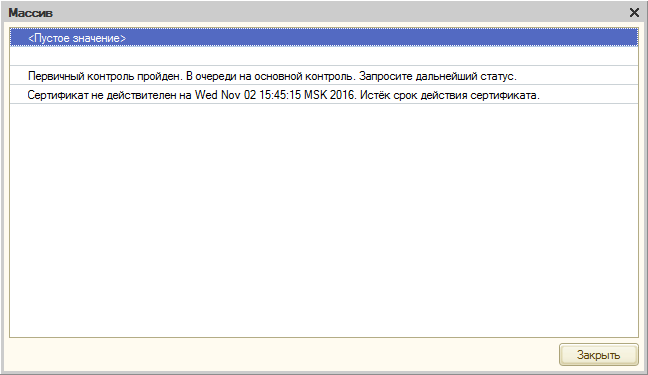 Массив
<Пустое значение>
Первичный контроль пройден. В очереди на основной контроль. Запросите дальнейший статус.
Сертификат не действителен на Wed Nov 02 15:45:15 MSK 2016. Истёк срок действия сертификата.
Закрыть